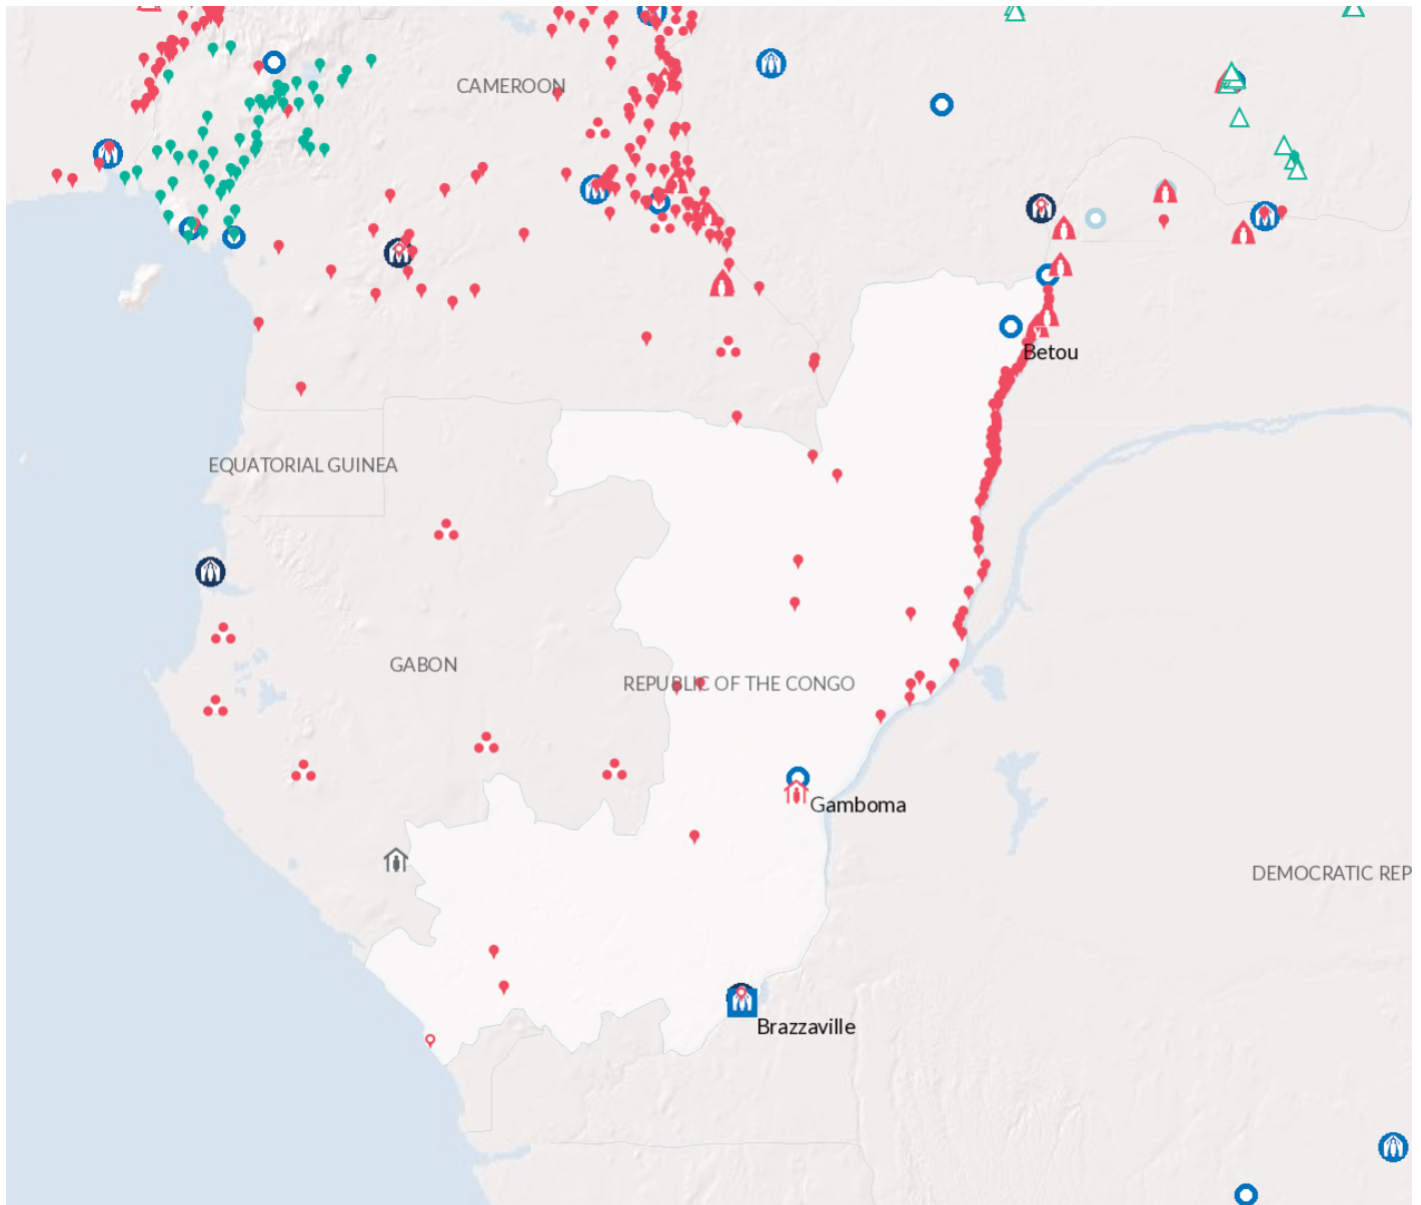 CAMEROON
Betou
EQUATORIAL GUINEA
GABON
REPUBLIC OF THE CONGO
Gamboma
DEMOCRATIC REP
Brazzaville